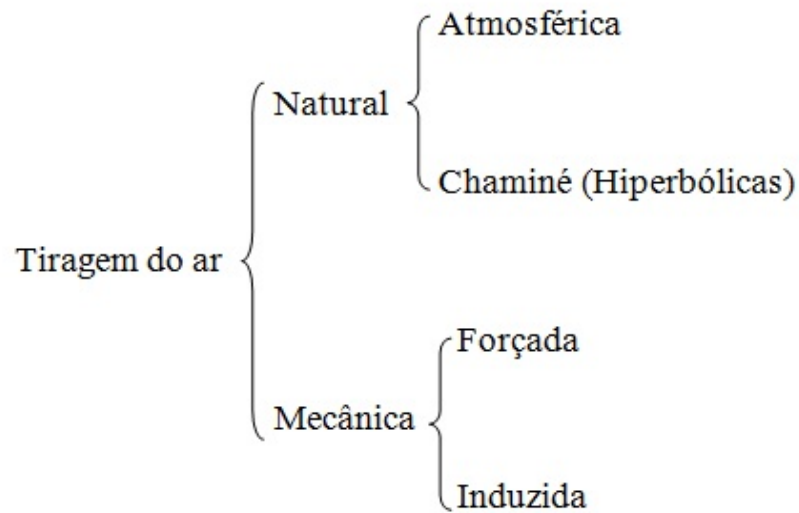 Tiragem do ar
Natural
Atmosférica
Chaminé (Hiperbólicas)
Mecânica
Forçada
Induzida